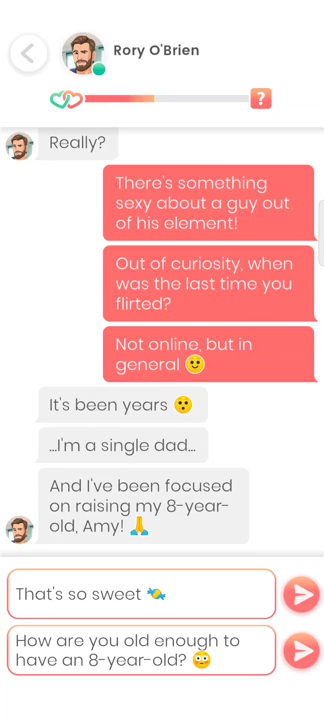 Rory O'Brien
?
Really?
There's something
sexy about a guy out
of his element!
Out of curiosity, when
was the last time you
flirted?
Not online, but in
general 🙂
It's been years 😯
...I'm a single dad...
And I've been focused
on raising my 8-year-
old, Amy! 🙏
That's so sweet 🍬
How are you old enough to
have an 8-year-old? 🙄